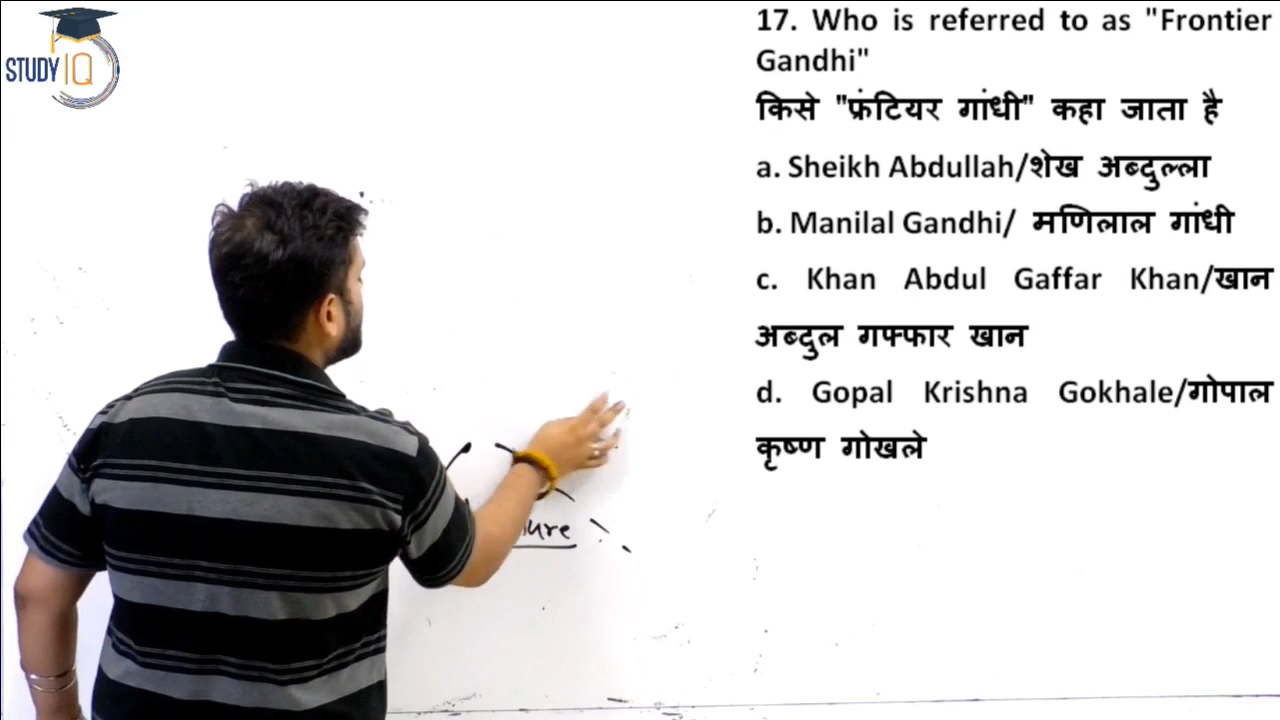 STUDY IQ
17. Who is referred to as "Frontier
Gandhi"
किसे "फ्रंटियर गांधी" कहा जाता है
a. Sheikh Abdullah/शेख अब्दुल्ला
b. Manilal Gandhi/ मणिलाल गांधी
c. Khan Abdul Gaffar Khan/खान
अब्दुल गफ्फार खान
d. Gopal Krishna Gokhale/गोपाल
कृष्ण गोखले